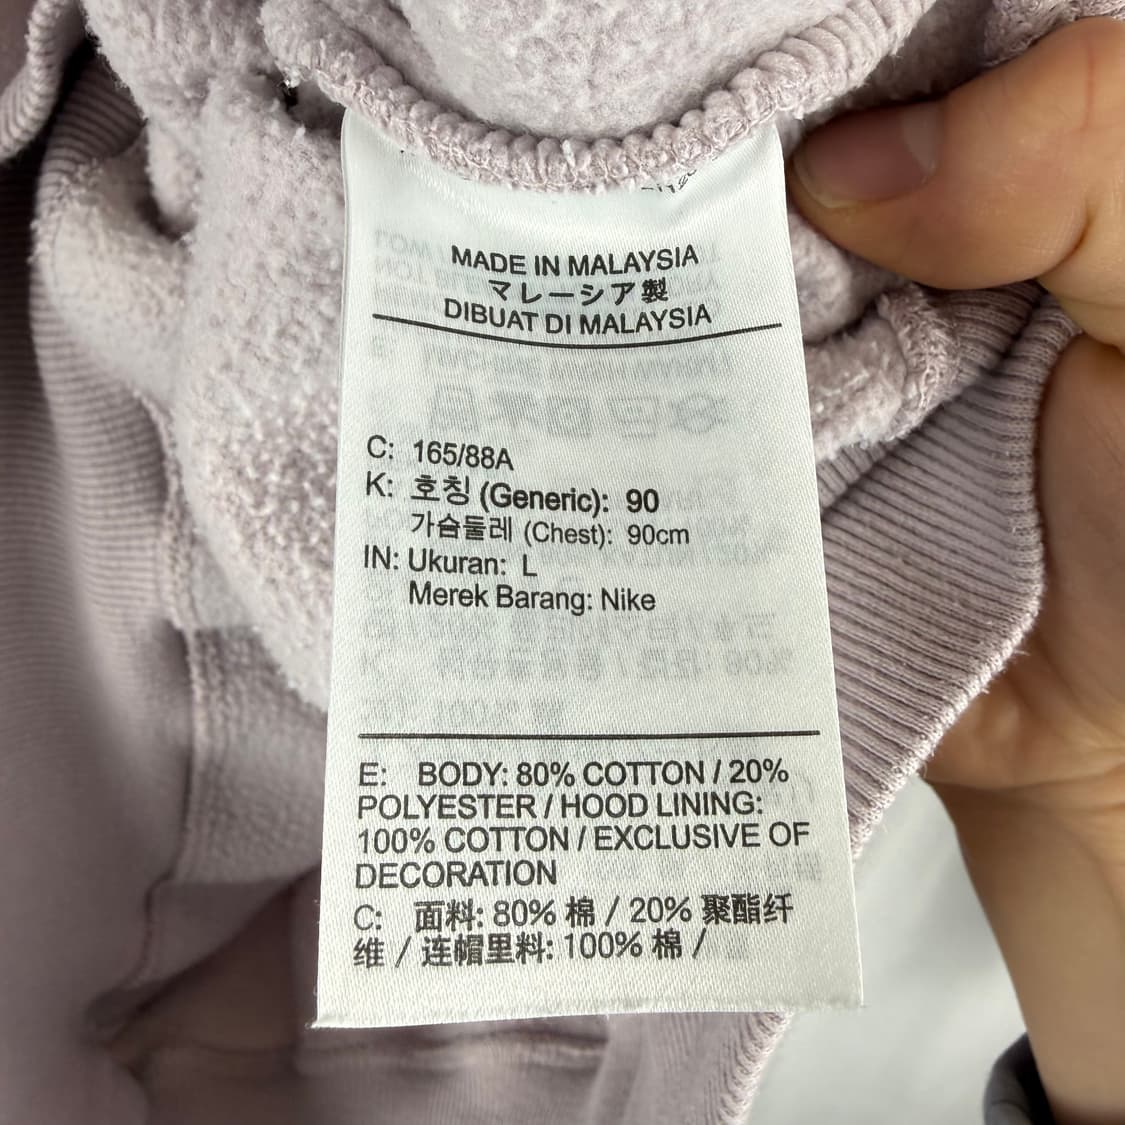 MADE IN MALAYSIA
マレーシア製
DIBUAT DI MALAYSIA
C: 165/88A
K: 호칭 (Generic): 90
가슴둘레 (Chest): 90cm
IN: Ukuran: L
Merek Barang: Nike
E: BODY: 80% COTTON / 20%
POLYESTER / HOOD LINING:
100% COTTON / EXCLUSIVE OF
DECORATION
C: 面料: 80% 棉 / 20% 聚酯纤
维 / 连帽里料: 100% 棉 /